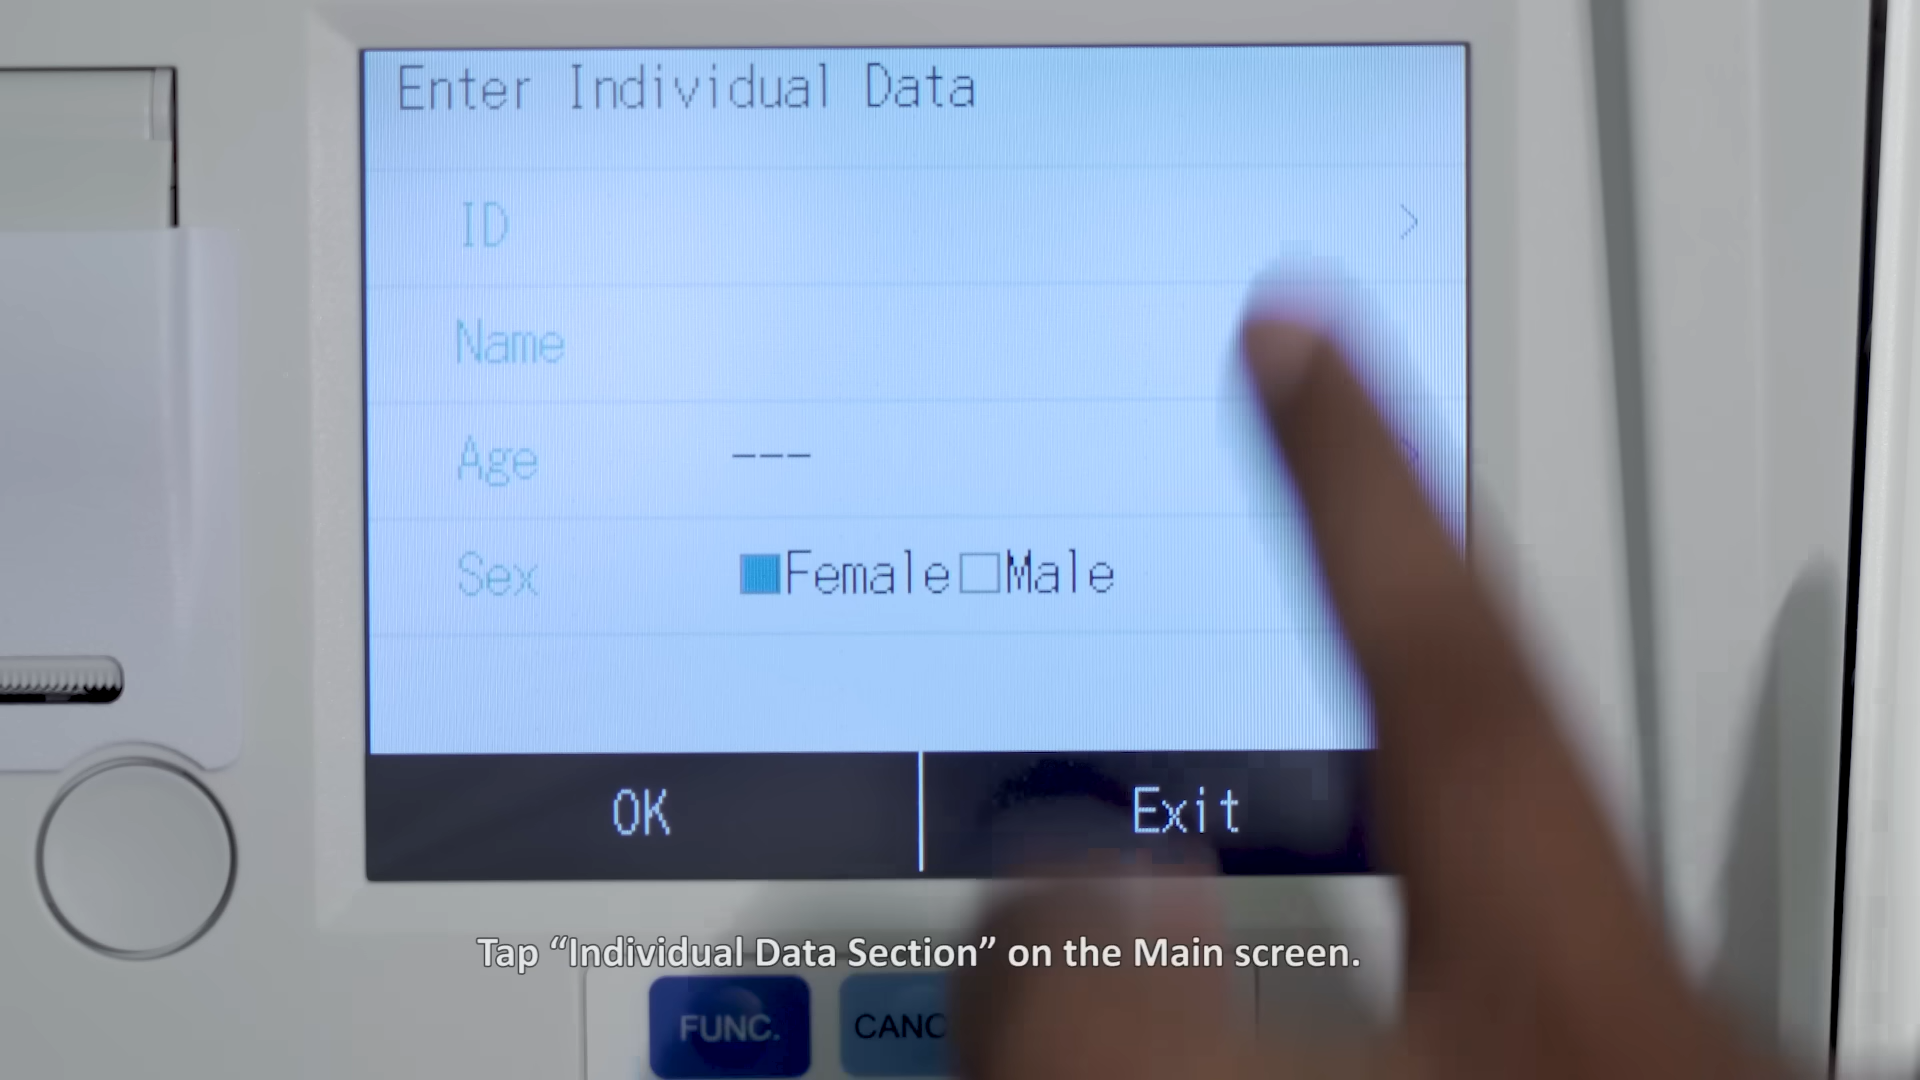 Enter Individual Data
ID >
Name
Age ---
Sex Female Male
OK Exit
Tap “Individual Data Section” on the Main screen.
FUNC. CANC